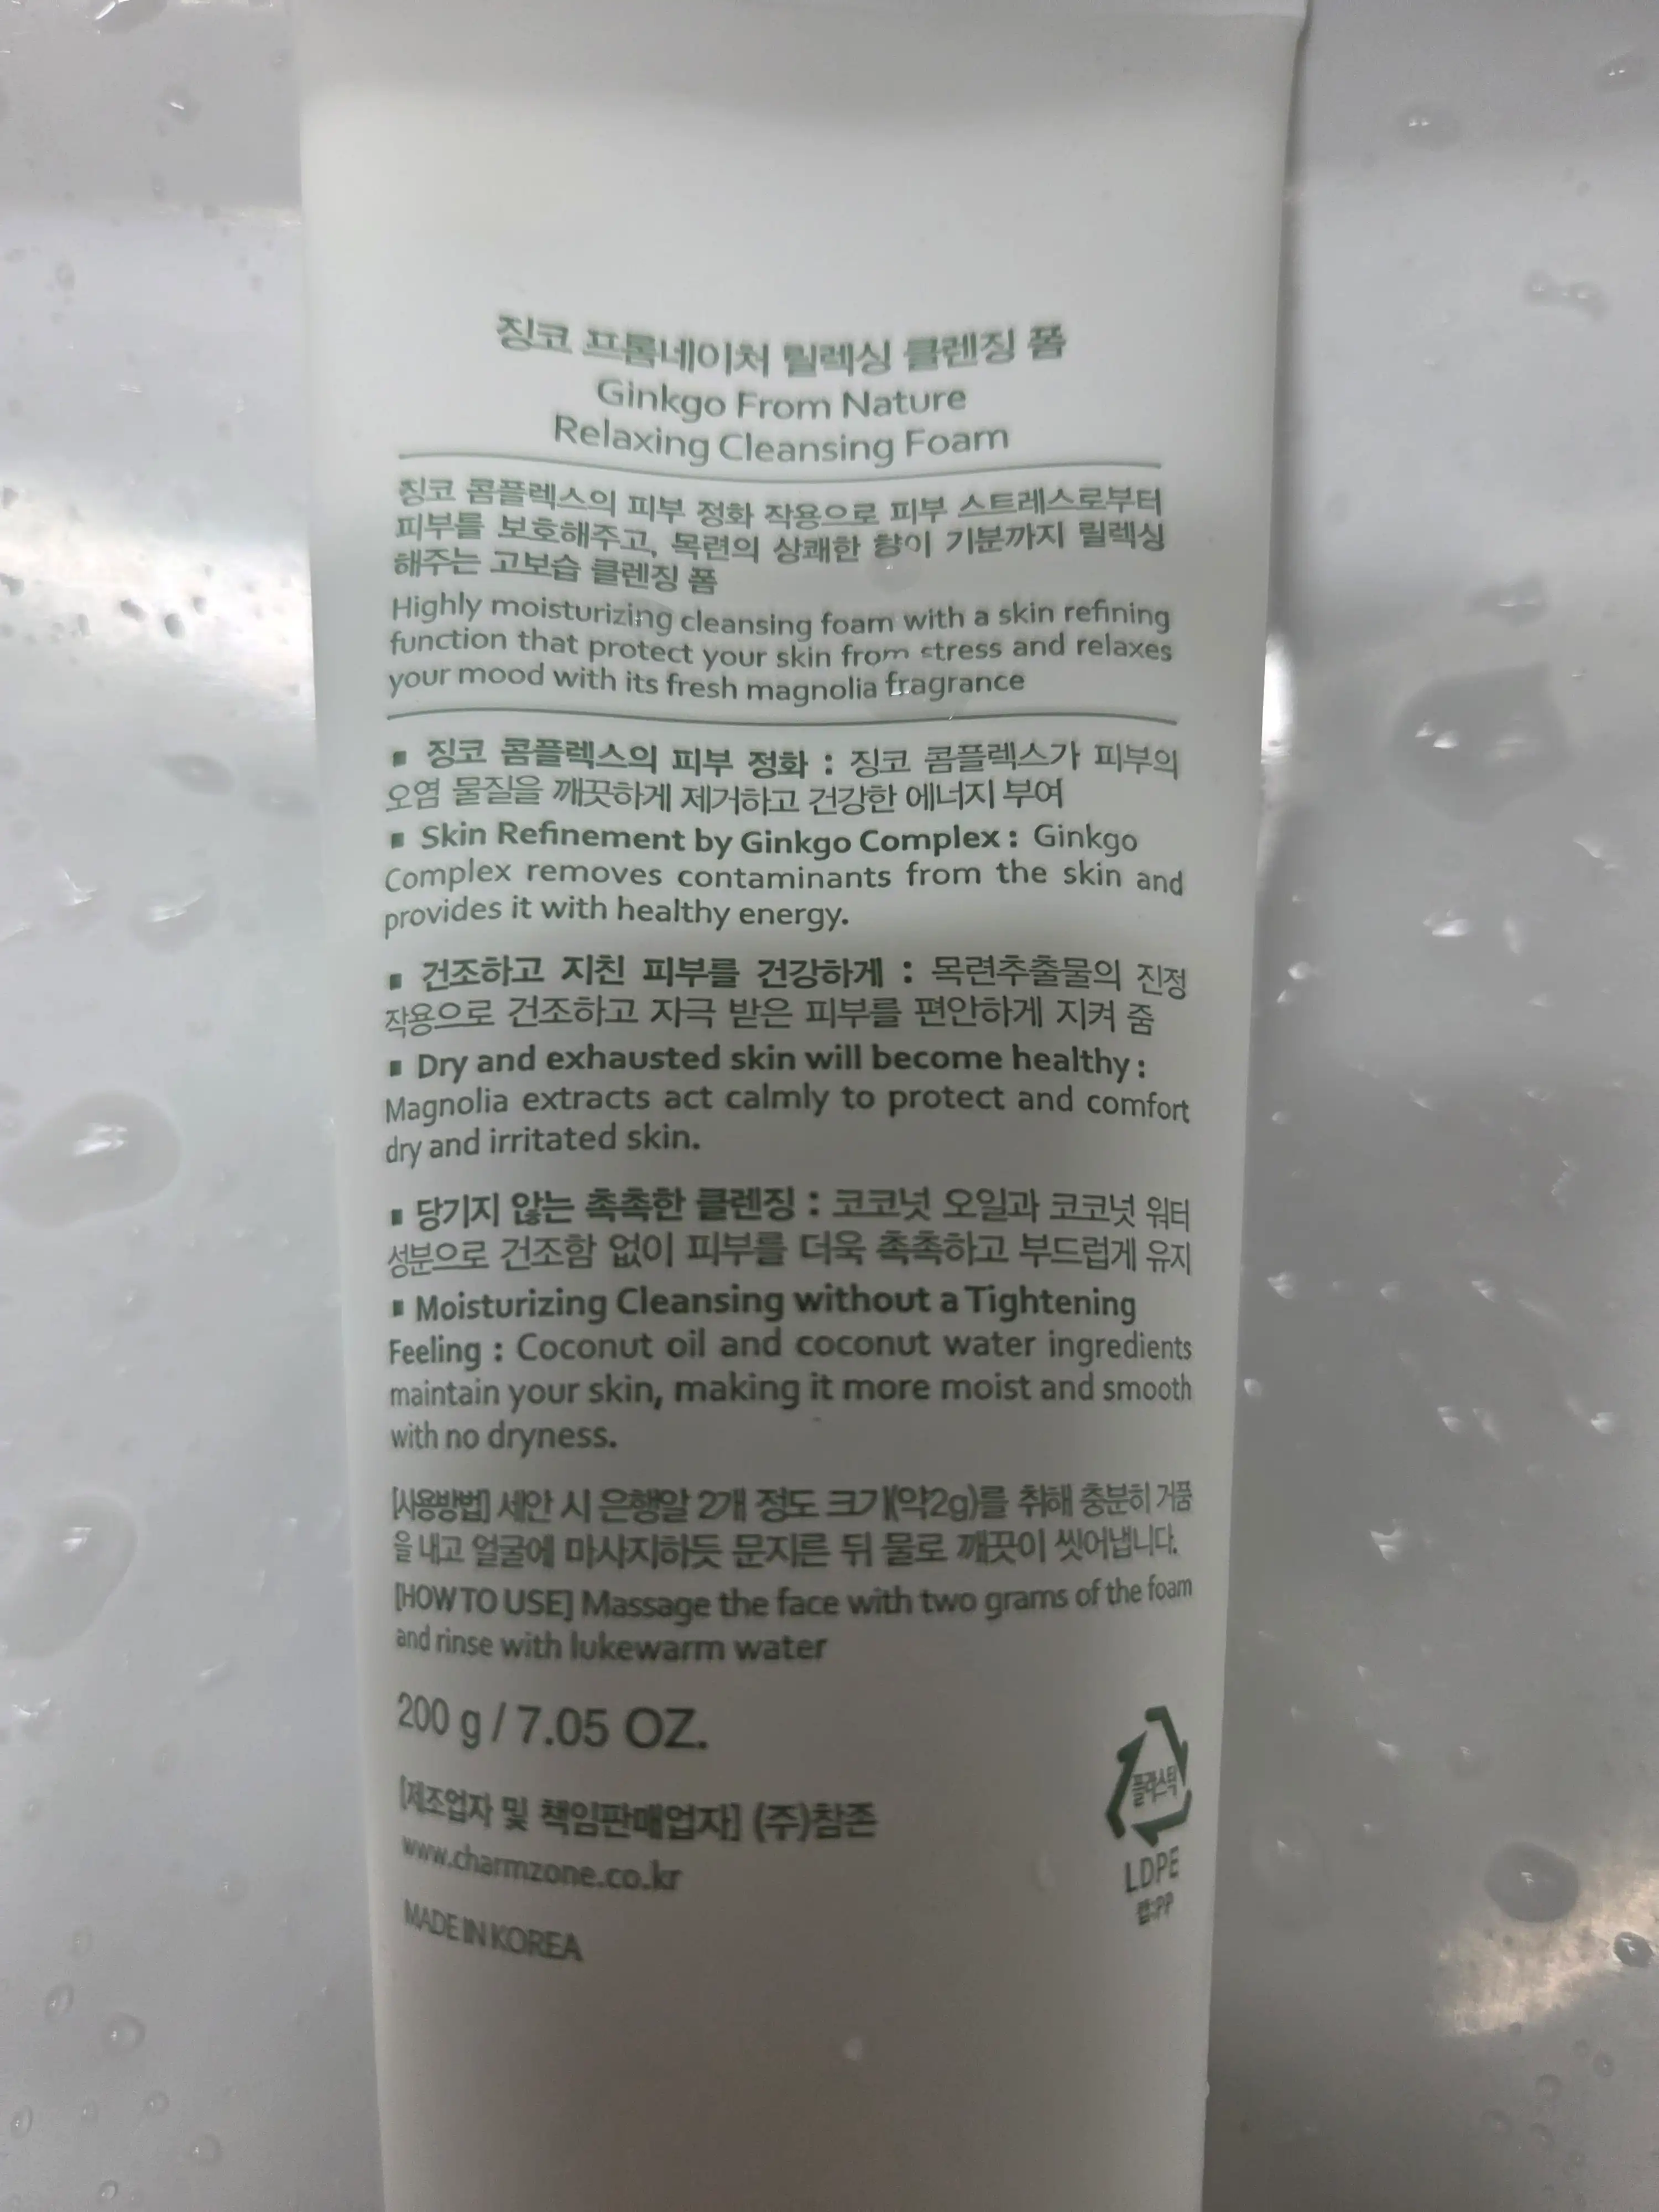 징코 프롬네이처 릴렉싱 클렌징 폼
Ginkgo From Nature
Relaxing Cleansing Foam
징코 콤플렉스의 피부 정화 작용으로 피부 스트레스로부터
피부를 보호해주고, 목련의 상쾌한 향이 기분까지 릴렉싱
해주는 고보습 클렌징 폼
Highly moisturizing cleansing foam with a skin refining
function that protect your skin from stress and relaxes
your mood with its fresh magnolia fragrance
▪ 징코 콤플렉스의 피부 정화 : 징코 콤플렉스가 피부의
오염 물질을 깨끗하게 제거하고 건강한 에너지 부여
▪ Skin Refinement by Ginkgo Complex : Ginkgo
Complex removes contaminants from the skin and
provides it with healthy energy.
▪ 건조하고 지친 피부를 건강하게 : 목련추출물의 진정
작용으로 건조하고 자극 받은 피부를 편안하게 지켜 줌
▪ Dry and exhausted skin will become healthy :
Magnolia extracts act calmly to protect and comfort
dry and irritated skin.
▪ 당기지 않는 촉촉한 클렌징 : 코코넛 오일과 코코넛 워터
성분으로 건조함 없이 피부를 더욱 촉촉하고 부드럽게 유지
▪ Moisturizing Cleansing without a Tightening
Feeling : Coconut oil and coconut water ingredients
maintain your skin, making it more moist and smooth
with no dryness.
[사용방법] 세안 시 은행알 2개 정도 크기(약2g)를 취해 충분히 거품
을 내고 얼굴에 마사지하듯 문지른 뒤 물로 깨끗이 씻어냅니다.
[HOW TO USE] Massage the face with two grams of the foam
and rinse with lukewarm water
200 g / 7.05 OZ.
[제조업자 및 책임판매업자] (주)참존
www.charmzone.co.kr
MADE IN KOREA
플라스틱
LDPE
캡:PP